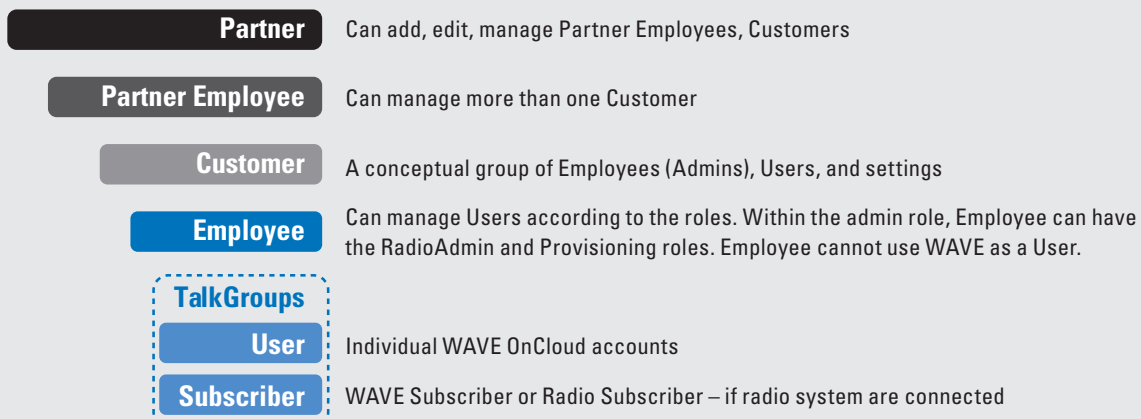 Partner Can add, edit, manage Partner Employees, Customers
Partner Employee Can manage more than one Customer
Customer A conceptual group of Employees (Admins), Users, and settings
Employee Can manage Users according to the roles. Within the admin role, Employee can have
the RadioAdmin and Provisioning roles. Employee cannot use WAVE as a User.
TalkGroups
User Individual WAVE OnCloud accounts
Subscriber WAVE Subscriber or Radio Subscriber – if radio system are connected